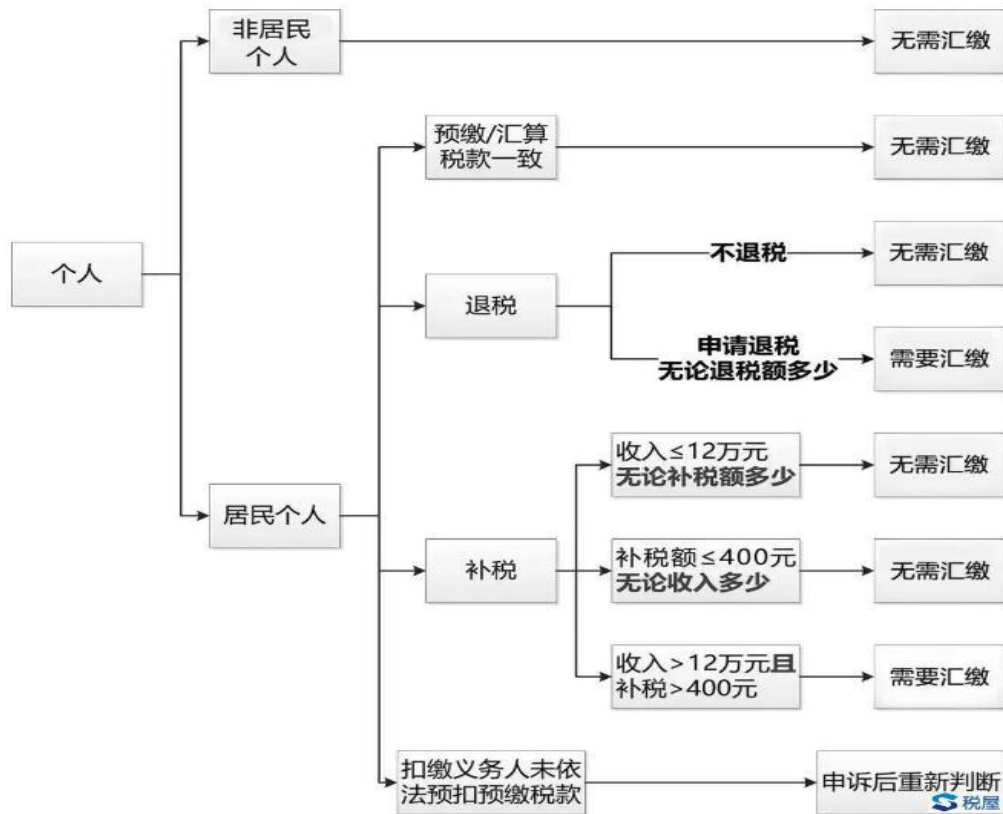 非居民
个人
无需汇缴
预缴/汇算
税款一致
无需汇缴
个人
退税
不退税
无需汇缴
申请退税
无论退税额多少
需要汇缴
居民个人
补税
收入≤12万元
无论补税额多少
无需汇缴
补税额≤400元
无论收入多少
无需汇缴
收入>12万元且
补税>400元
需要汇缴
扣缴义务人未依
法预扣预缴税款
申诉后重新判断
税屋